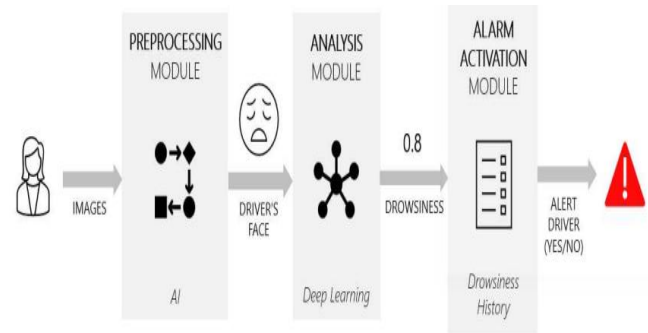 PREPROCESSING
MODULE
ANALYSIS
MODULE
ALARM
ACTIVATION
MODULE
IMAGES
DRIVER'S
FACE
0.8
DROWSINESS
ALERT
DRIVER
(YES/NO)
AI
Deep Learning
Drowsiness
History